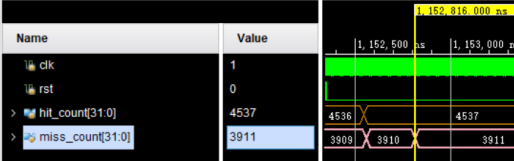 1,152,816.000 ns
Name Value 1,152,500 ns 1,153,000 ns
clk 1
rst 0
hit_count[31:0] 4537 4536 4537
miss_count[31:0] 3911 3909 3910 3911